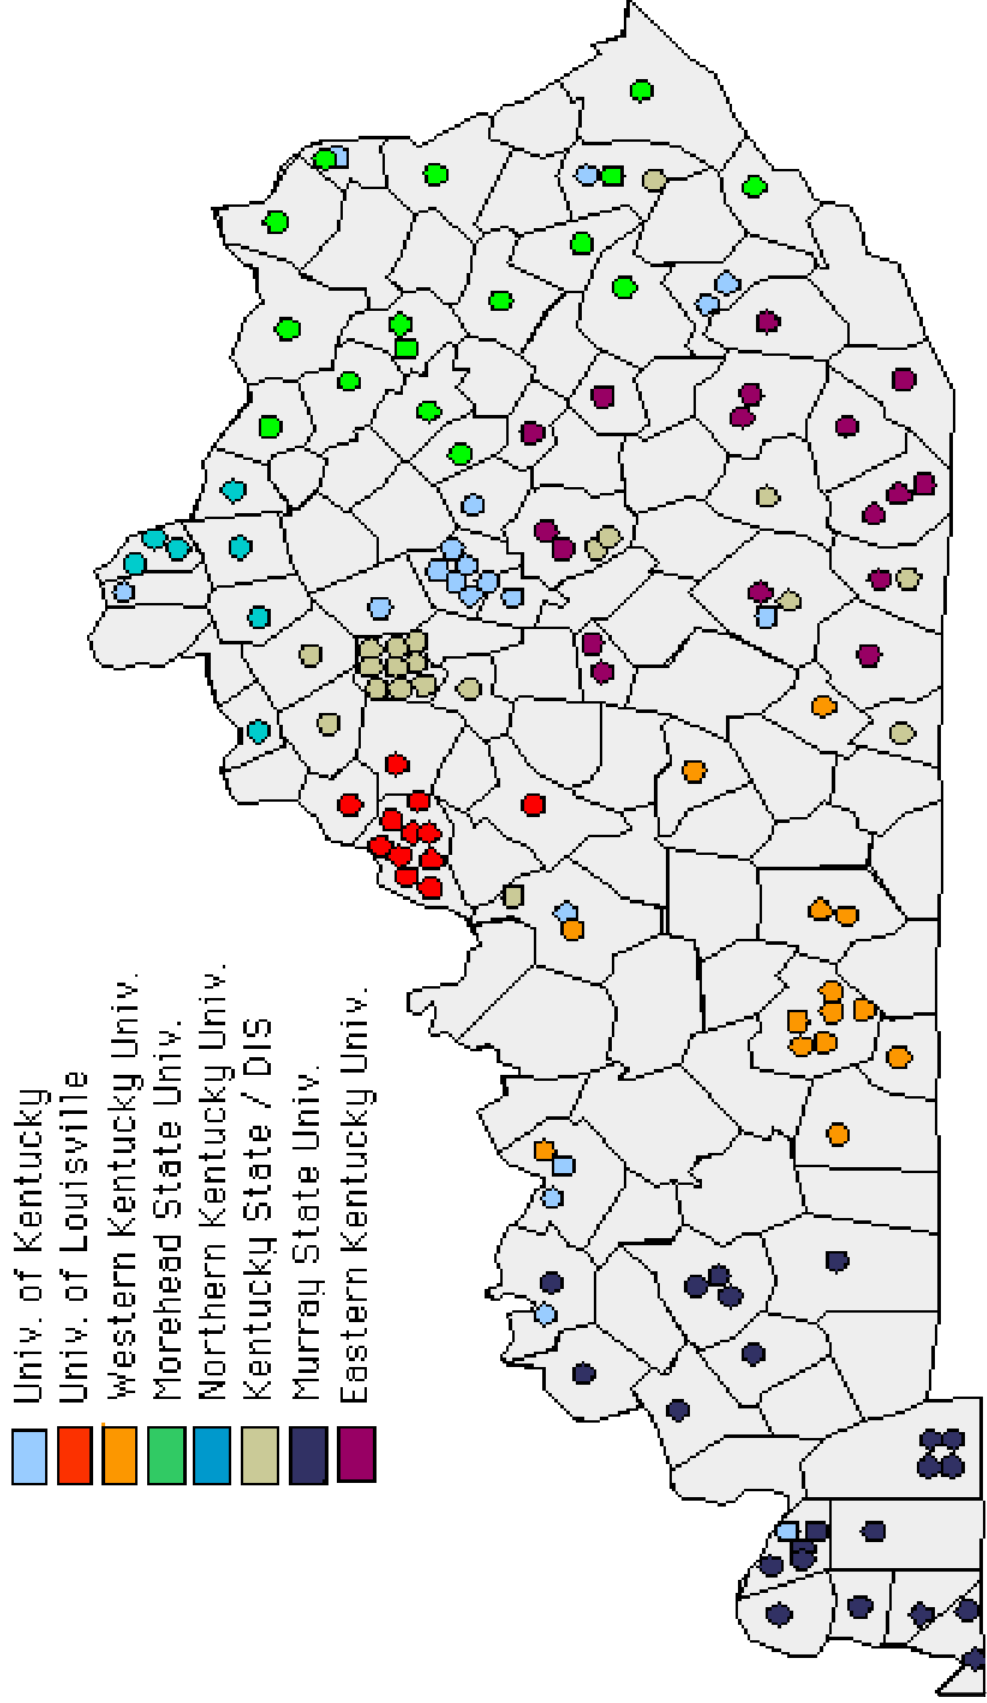 Univ. of Kentucky
Univ. of Louisville
Western Kentucky Univ.
Morehead State Univ.
Northern Kentucky Univ.
Kentucky State / DIS
Murray State Univ.
Eastern Kentucky Univ.